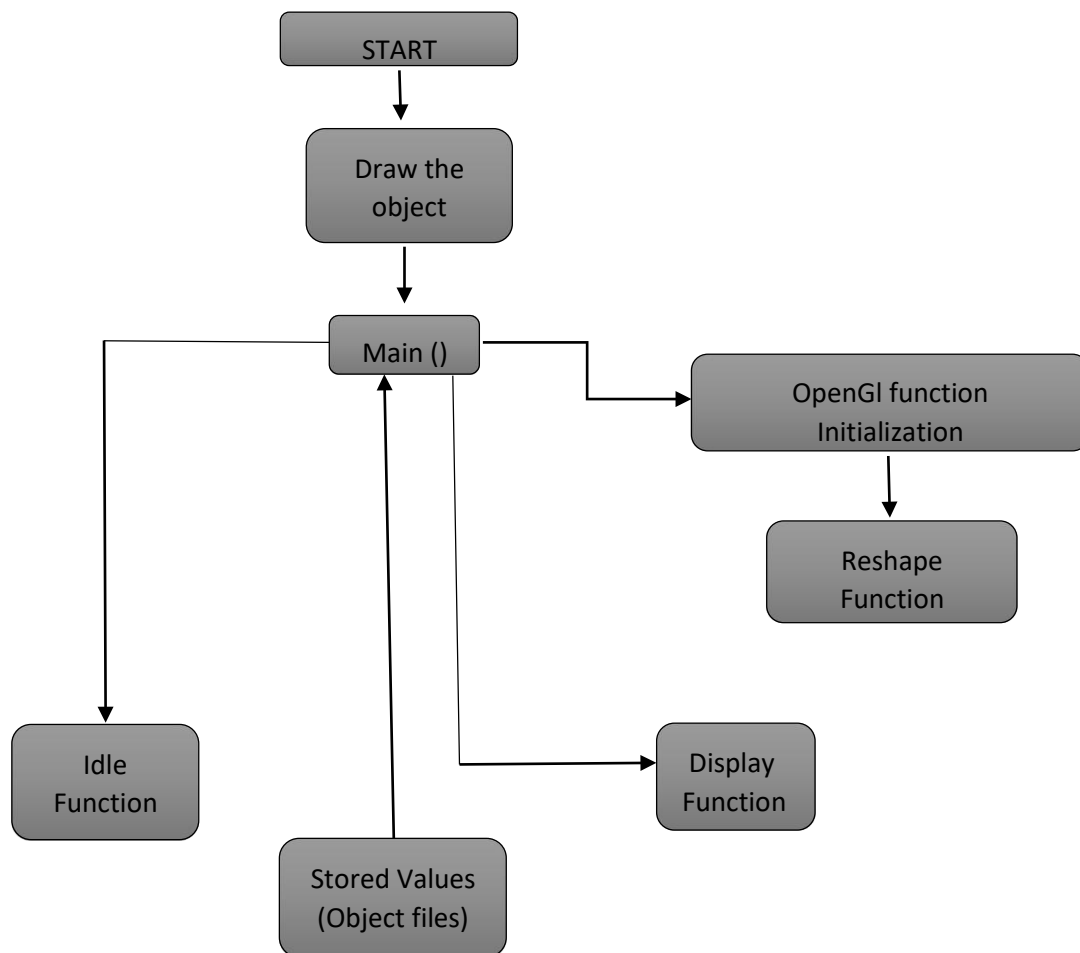 START
Draw the
object
Main ()
OpenGl function
Initialization
Reshape
Function
Idle
Function
Display
Function
Stored Values
(Object files)